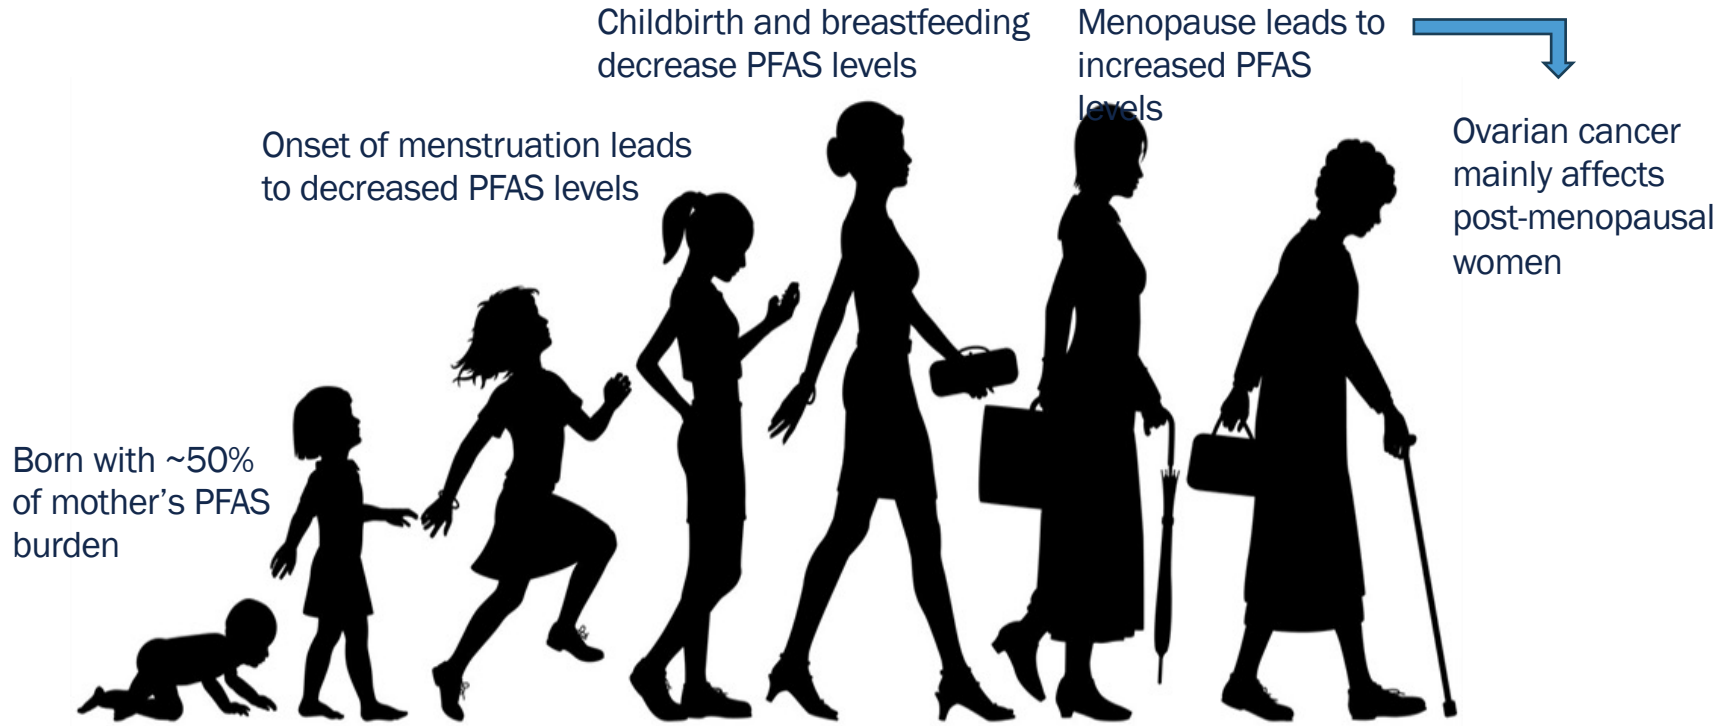 Childbirth and breastfeeding
decrease PFAS levels
Menopause leads to
increased PFAS
levels
Onset of menstruation leads
to decreased PFAS levels
Ovarian cancer
mainly affects
post-menopausal
women
Born with ~50%
of mother's PFAS
burden